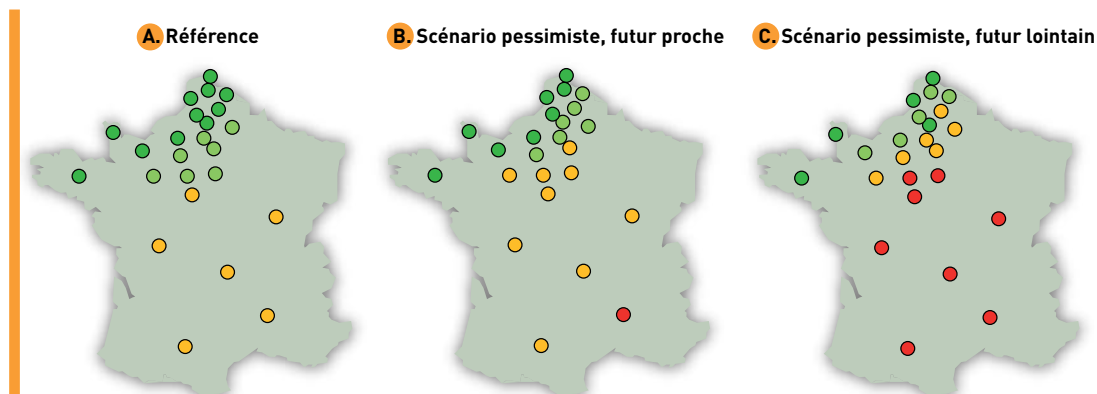 A. Référence
B. Scénario pessimiste, futur proche
C. Scénario pessimiste, futur lointain